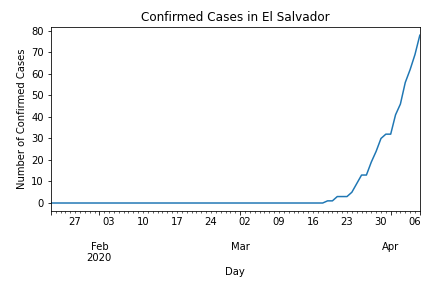 Confirmed Cases in El Salvador
80
70
60
50
40
30
20
10
0
Number of Confirmed Cases
27 03 10 17 24 02 09 16 23 30 06
Feb Mar Apr
2020
Day